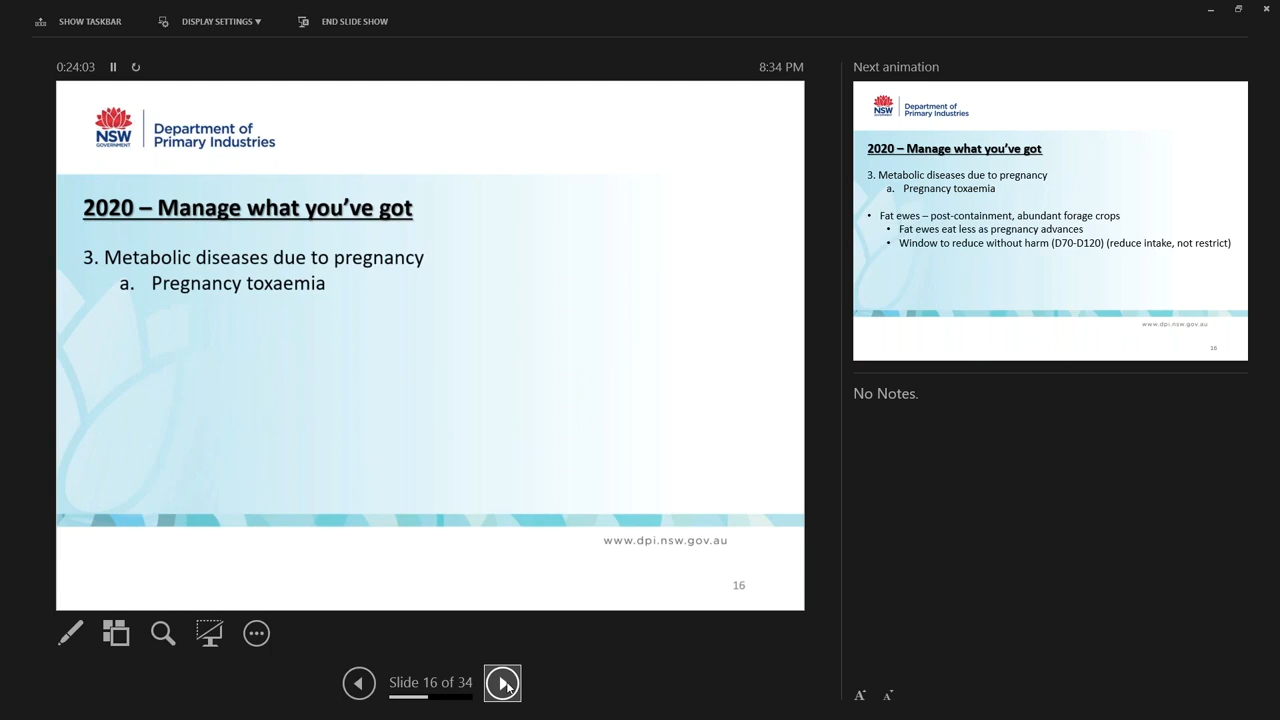 SHOW TASKBAR
DISPLAY SETTINGS ▾
END SLIDE SHOW
0:24:03
8:34 PM
NSW
GOVERNMENT
Department of
Primary Industries
2020 – Manage what you've got
3. Metabolic diseases due to pregnancy
a. Pregnancy toxaemia
www.dpi.nsw.gov.au
16
Slide 16 of 34
Next animation
NSW
GOVERNMENT
Department of
Primary Industries
2020 – Manage what you've got
3. Metabolic diseases due to pregnancy
a. Pregnancy toxaemia
• Fat ewes – post-containment, abundant forage crops
• Fat ewes eat less as pregnancy advances
• Window to reduce without harm (D70-D120) (reduce intake, not restrict)
www.dpi.nsw.gov.au
16
No Notes.
A A